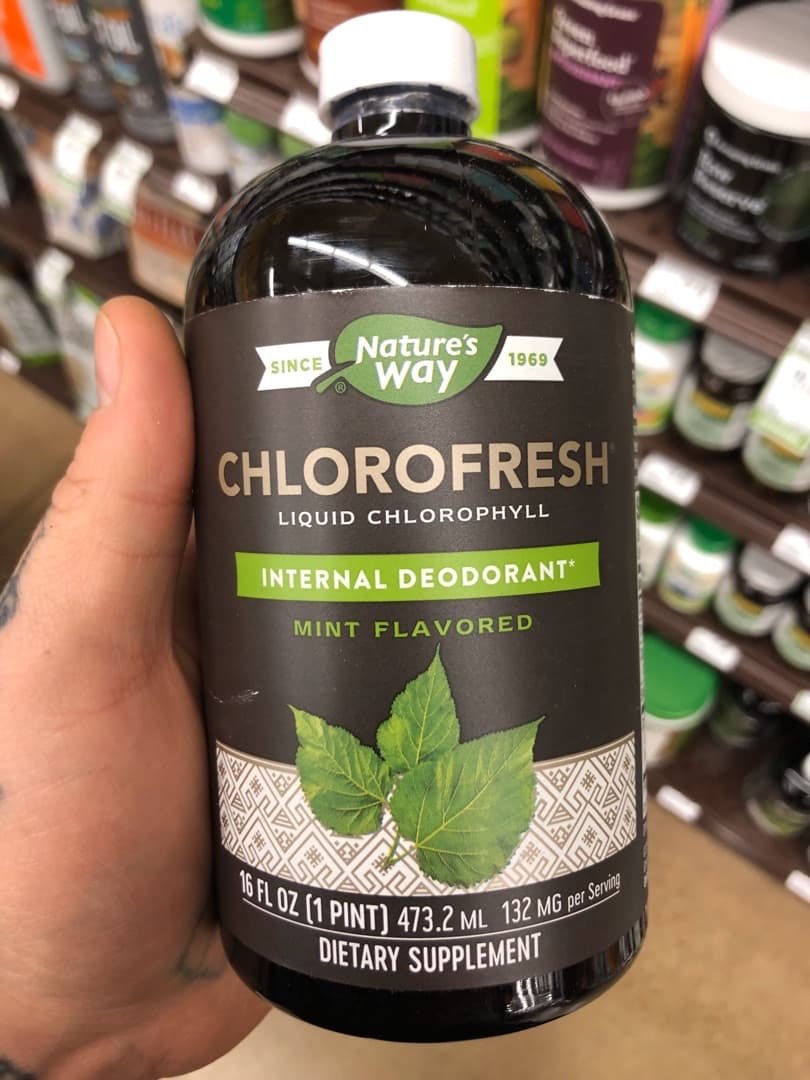 SINCE Nature's Way® 1969
CHLOROFRESH®
LIQUID CHLOROPHYLL
INTERNAL DEODORANT*
MINT FLAVORED
16 FL OZ (1 PINT) 473.2 ML 132 MG per Serving
DIETARY SUPPLEMENT